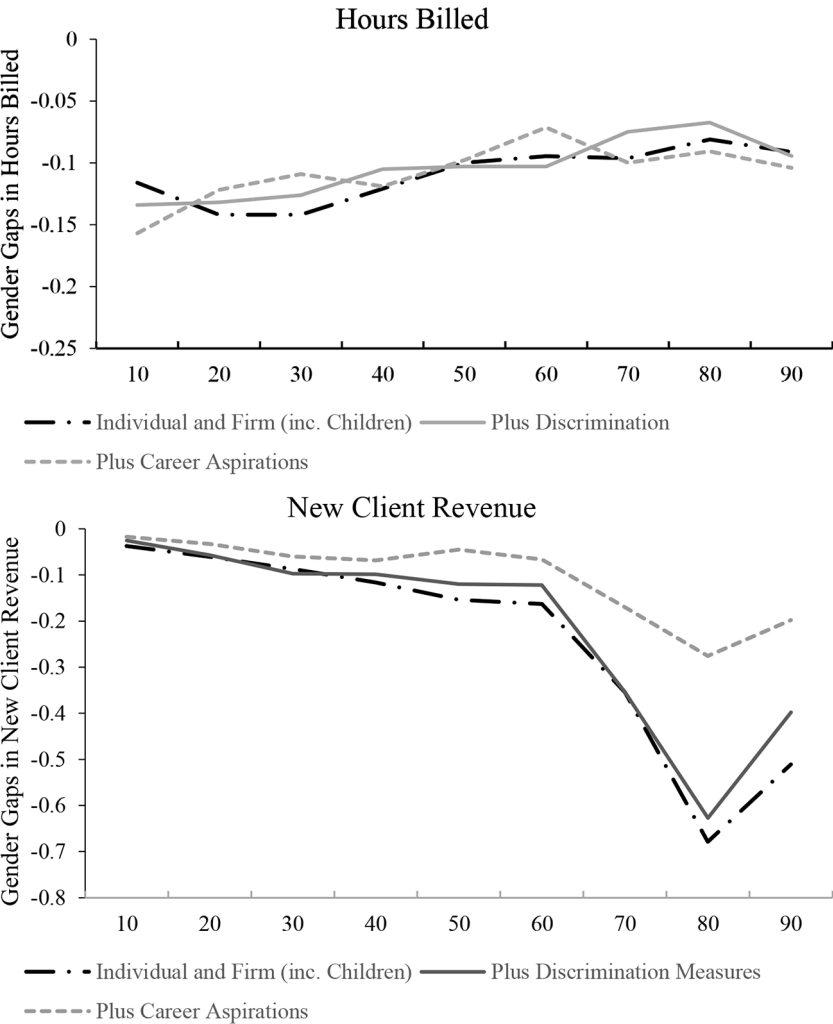 Hours Billed
Gender Gaps in Hours Billed
0
-0.05
-0.1
-0.15
-0.2
-0.25
10 20 30 40 50 60 70 80 90
Individual and Firm (inc. Children) Plus Discrimination
Plus Career Aspirations
New Client Revenue
Gender Gaps in New Client Revenue
0
-0.1
-0.2
-0.3
-0.4
-0.5
-0.6
-0.7
-0.8
10 20 30 40 50 60 70 80 90
Individual and Firm (inc. Children) Plus Discrimination Measures
Plus Career Aspirations